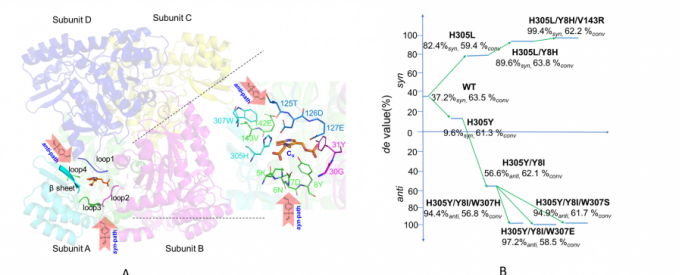 Subunit D
Subunit C
anti-path
loop1
loop4
β sheet
loop2
loop3
Subunit A
syn-path
Subunit B
anti-path
125T
126D
307W
142E
143V
127E
305H
Cα
31Y
5K
30G
6N
7D
8Y
syn-path
A
H305L/Y8H/V143R
99.4%syn, 62.2 %conv
H305L
82.4%syn, 59.4 %conv
H305L/Y8H
89.6%syn, 63.8 %conv
WT
37.2%syn, 63.5 %conv
H305Y
9.6%syn, 61.3 %conv
H305Y/Y8I
56.6%anti, 62.1 %conv
H305Y/Y8I/W307H
94.4%anti, 56.8 %conv
H305Y/Y8I/W307S
94.9%anti, 61.7 %conv
H305Y/Y8I/W307E
97.2%anti, 58.5 %conv
de value(%)
syn
anti
100
80
60
40
20
0
20
40
60
80
100
B